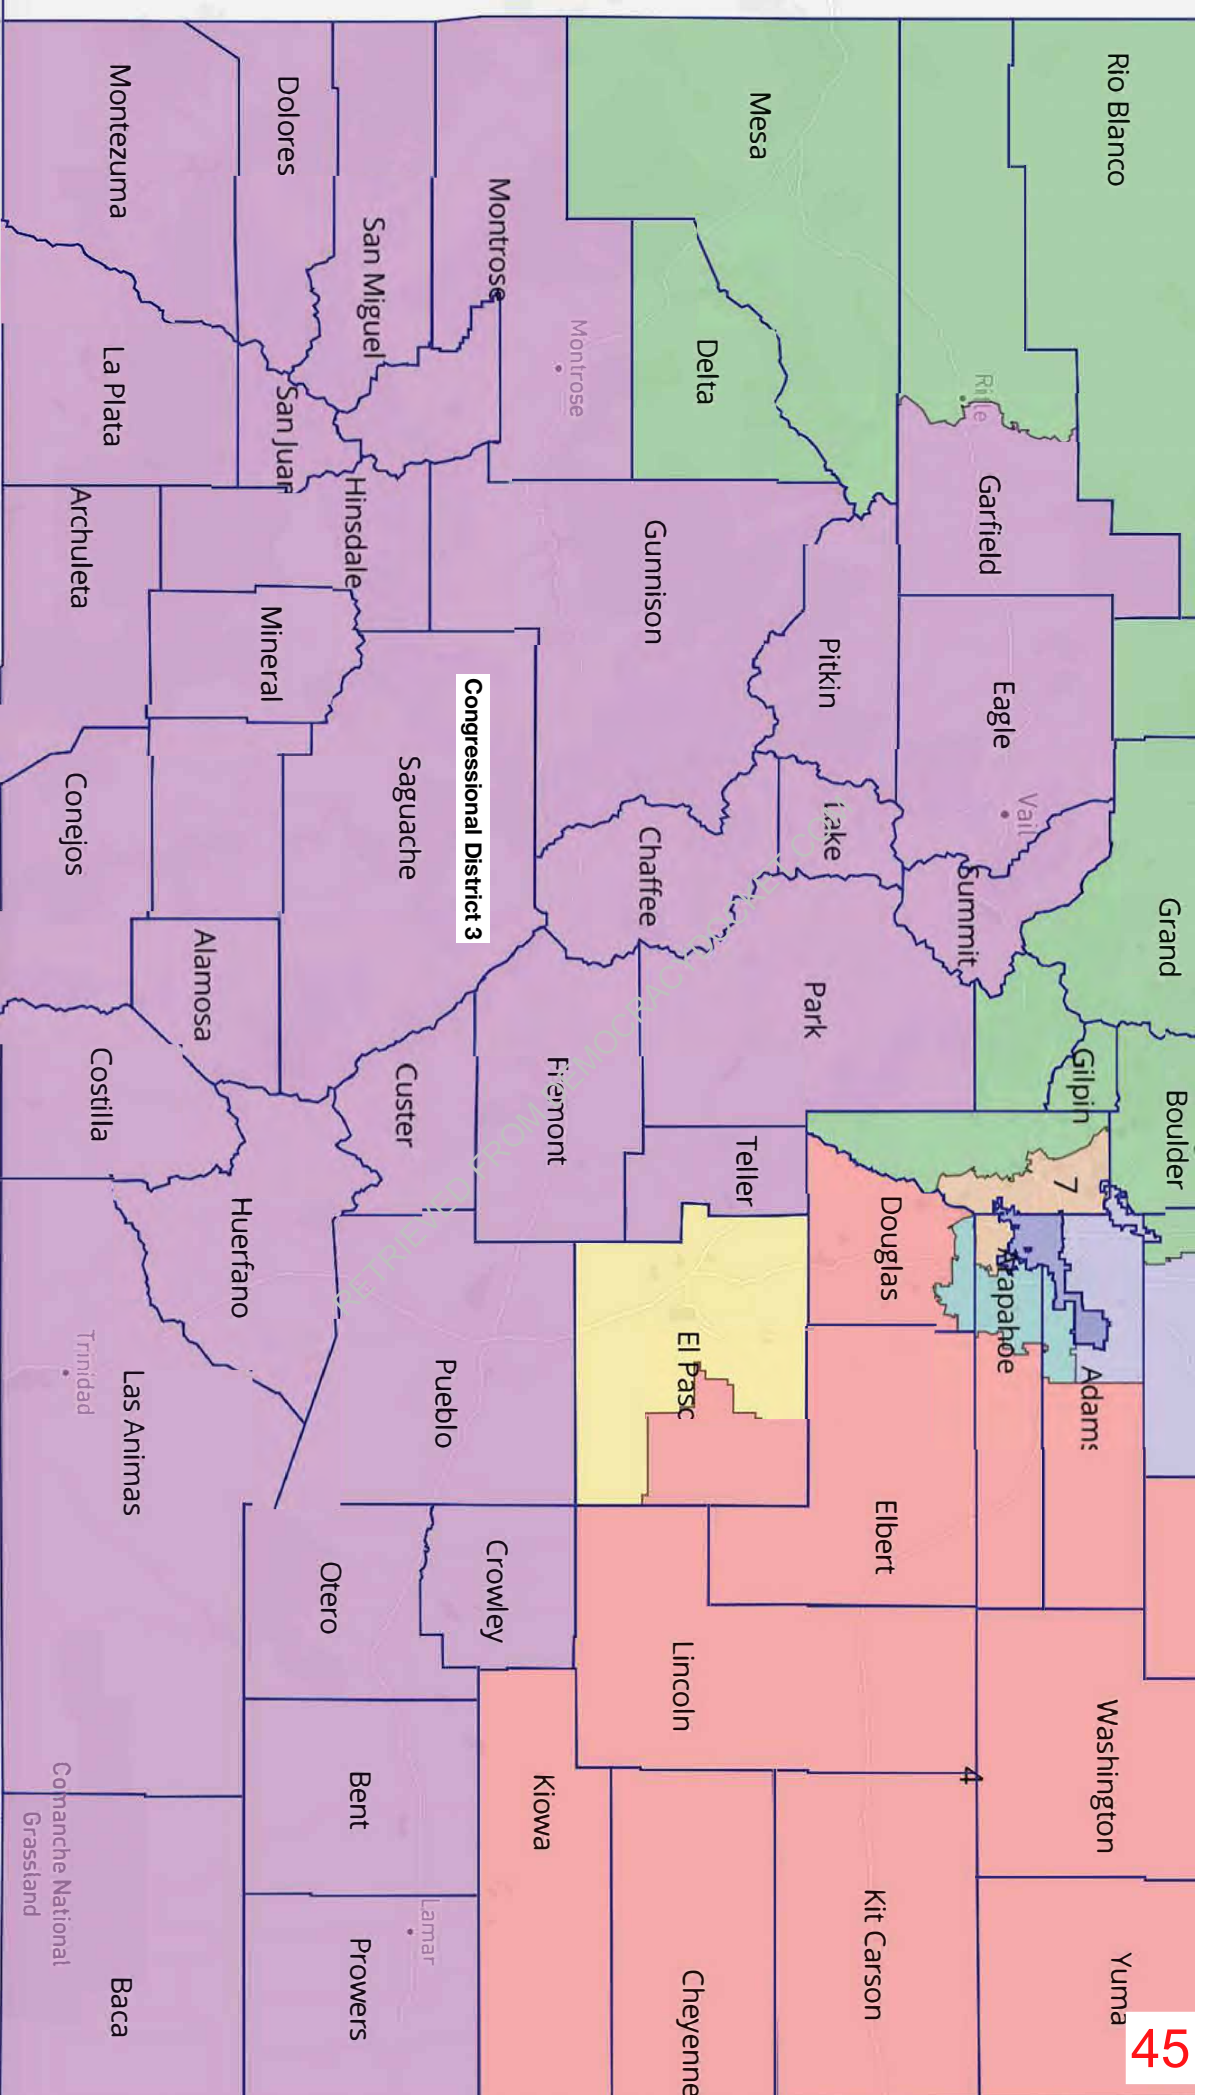 Rio Blanco
Mesa
Montrose
Dolores
Montezuma
San Miguel
Montrose
Delta
Rifle
La Plata
San Juan
Hinsdale
Archuleta
Gunnison
Garfield
Mineral
Pitkin
Eagle
Vail
Congressional District 3
Saguache
Conejos
Chaffee
Lake
Summit
Grand
Alamosa
Park
Gilpin
Boulder
Costilla
Custer
Fremont
Teller
7
Douglas
Huerfano
Arapahoe
El Pasc
Adams
Trinidad
Las Animas
Pueblo
Otero
Crowley
Elbert
Lincoln
Washington
4
Bent
Kiowa
Comanche National
Grassland
Lamar
Prowers
Baca
Kit Carson
Cheyenne
Yuma
45